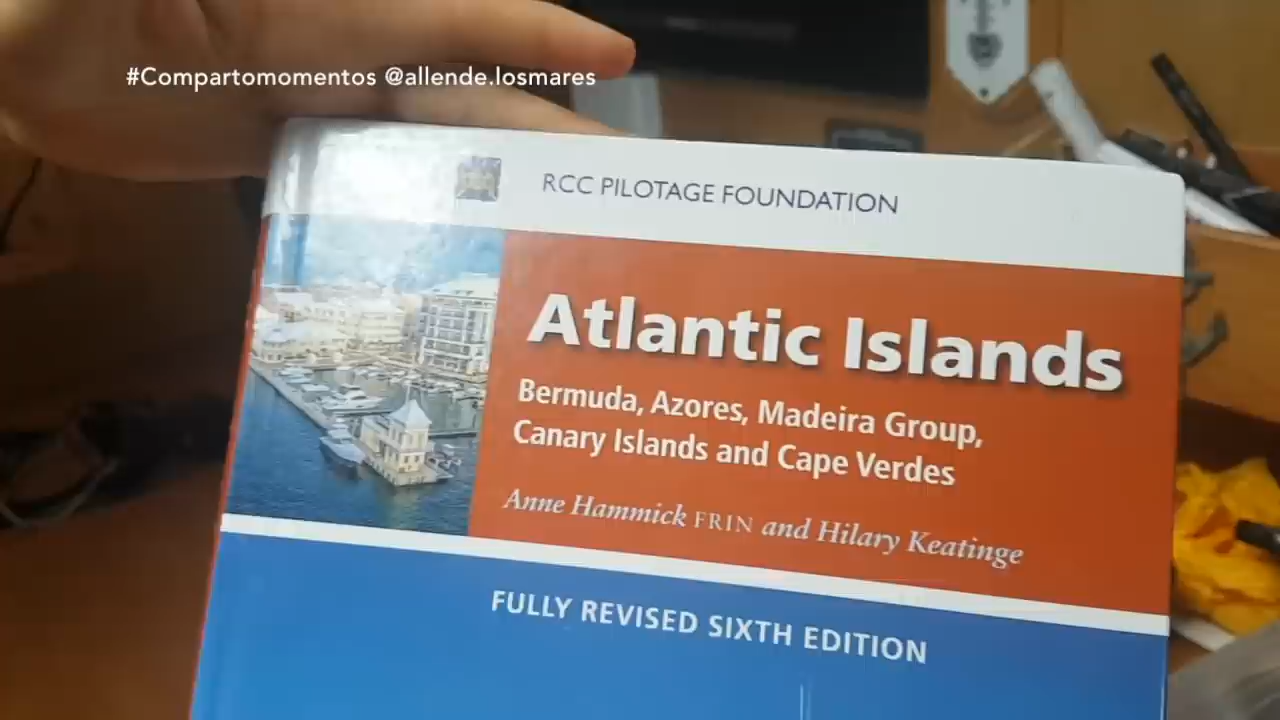 #Compartomomentos @allende.losmares
RCC PILOTAGE FOUNDATION
Atlantic Islands
Bermuda, Azores, Madeira Group,
Canary Islands and Cape Verdes
Anne Hammick FRIN and Hilary Keatinge
FULLY REVISED SIXTH EDITION